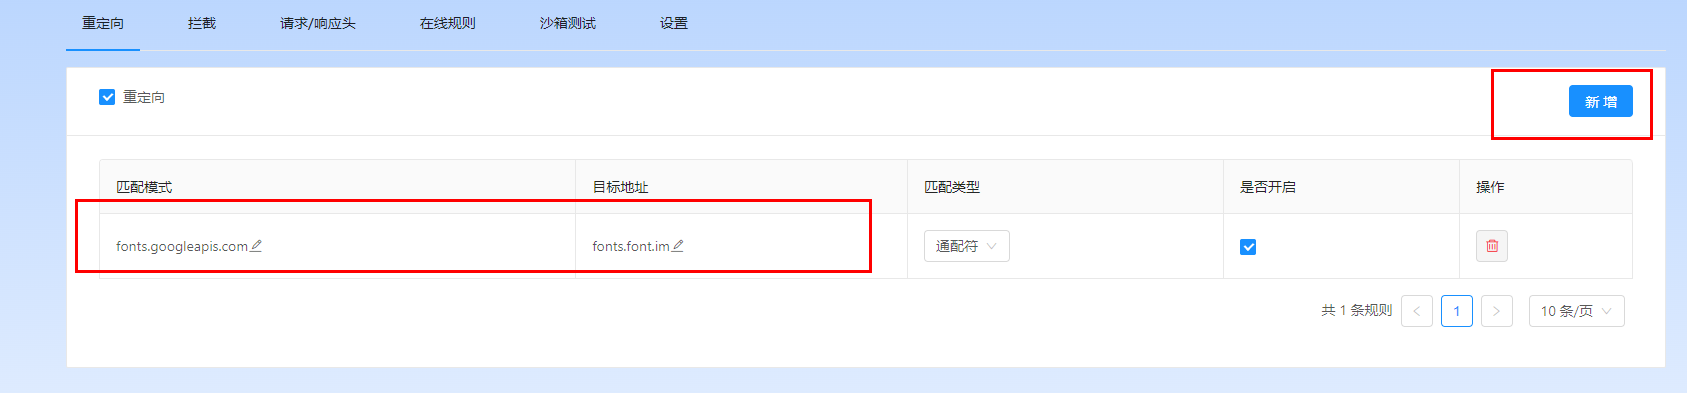 重定向 拦截 请求/响应头 在线规则 沙箱测试 设置
重定向 新 增
匹配模式 目标地址 匹配类型 是否开启 操作
fonts.googleapis.com fonts.font.im 通配符
共 1 条规则 1 10 条/页